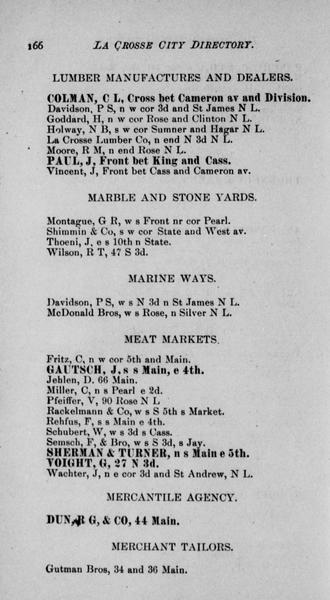 166 LA CROSSE CITY DIRECTORY.
LUMBER MANUFACTURES AND DEALERS.
COLMAN, C L, Cross bet Cameron av and Division.
Davidson, P S, n w cor 3d and St James N L.
Goddard, H, n w cor Rose and Clinton N L.
Holway, N B, s w cor Sumner and Hagar N L.
La Crosse Lumber Co, n end N 3d N L.
Moore, R M, n end Rose N L.
PAUL, J, Front bet King and Cass.
Vincent, J, Front bet Cass and Cameron av.
MARBLE AND STONE YARDS.
Montague, G R, w s Front nr cor Pearl.
Shimmin & Co, s w cor State and West av.
Thoeni, J, e s 10th n State.
Wilson, R T, 47 S 3d.
MARINE WAYS.
Davidson, P S, w s N 3d n St James N L.
McDonald Bros, w s Rose, n Silver N L.
MEAT MARKETS.
Fritz, C, n w cor 5th and Main.
GAUTSCH, J, s s Main, e 4th.
Jehlen, D. 66 Main.
Miller, C, n s Pearl e 2d.
Pfeiffer, V, 90 Rose N L
Rackelmann & Co, w s S 5th s Market.
Rehfus, F, s s Main e 4th.
Schubert, W, w s 3d s Cass.
Semsch, F, & Bro, w s S 3d, s Jay.
SHERMAN & TURNER, n s Main e 5th.
VOIGHT, G, 27 N 3d.
Wachter, J, n e cor 3d and St Andrew, N L.
MERCANTILE AGENCY.
DUN, R G, & CO, 44 Main.
MERCHANT TAILORS.
Gutman Bros, 34 and 36 Main.